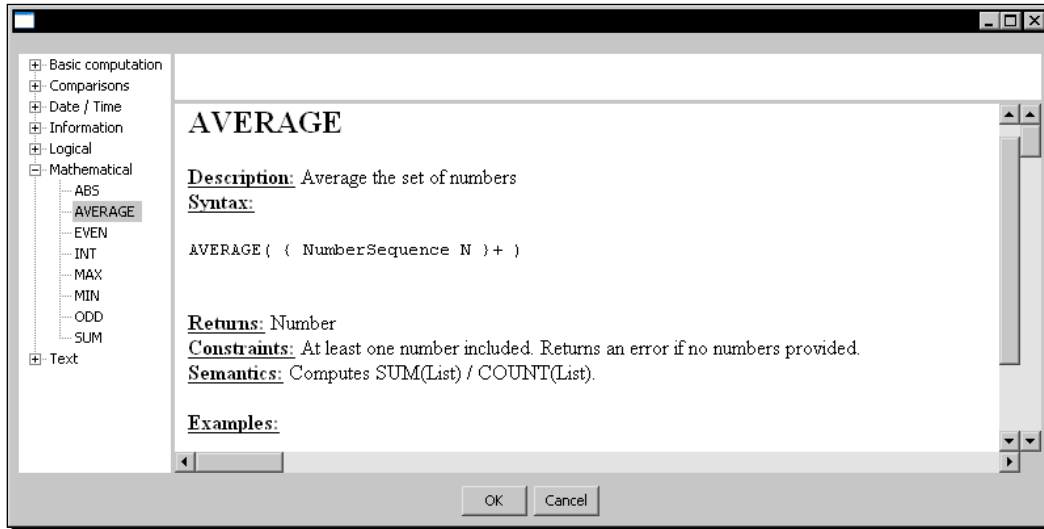 Basic computation
Comparisons
Date / Time
Information
Logical
Mathematical
ABS
AVERAGE
EVEN
INT
MAX
MIN
ODD
SUM
Text
AVERAGE
Description: Average the set of numbers
Syntax:
AVERAGE( { NumberSequence N }+ )
Returns: Number
Constraints: At least one number included. Returns an error if no numbers provided.
Semantics: Computes SUM(List) / COUNT(List).
Examples:
OK Cancel